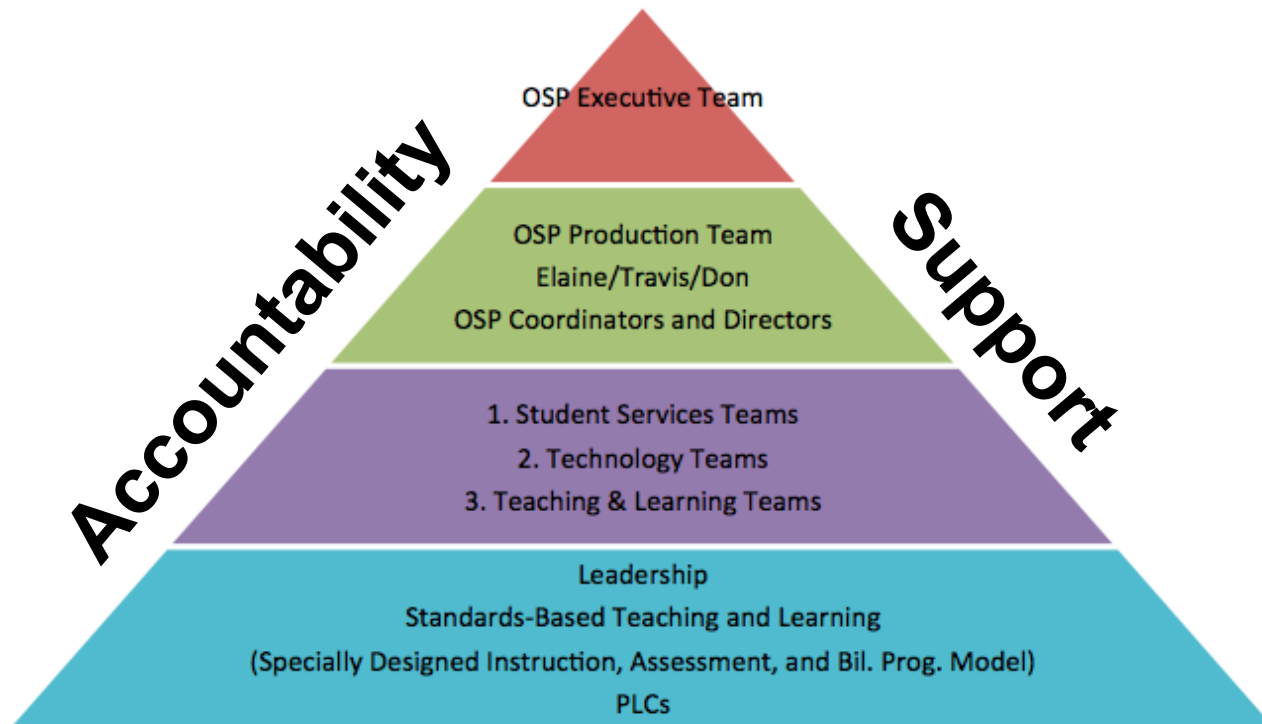 OSP Executive Team
Accountability
Support
OSP Production Team
Elaine/Travis/Don
OSP Coordinators and Directors
1. Student Services Teams
2. Technology Teams
3. Teaching & Learning Teams
Leadership
Standards-Based Teaching and Learning
(Specially Designed Instruction, Assessment, and Bil. Prog. Model)
PLCs